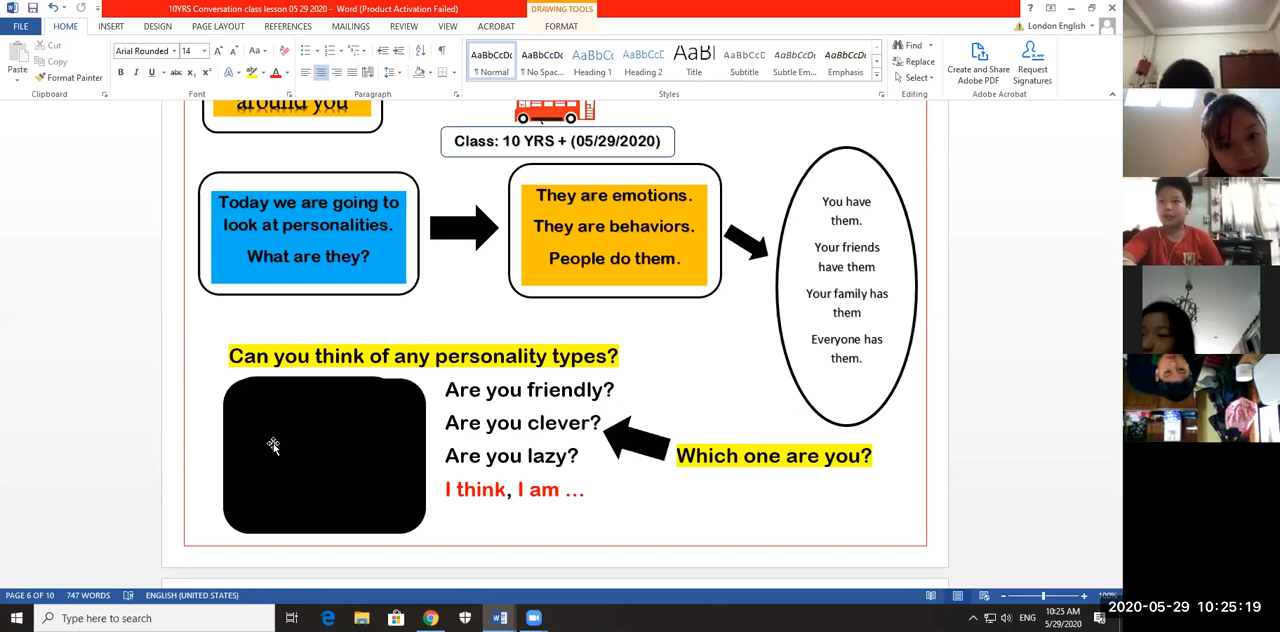 10YRS Conversation class lesson 05 29 2020 - Word (Product Activation Failed)
DRAWING TOOLS
FILE HOME INSERT DESIGN PAGE LAYOUT REFERENCES MAILINGS REVIEW VIEW ACROBAT FORMAT
London English
Paste
Cut
Copy
Format Painter
Clipboard
Arial Rounded 14
Font
Paragraph
AaBbCcDc AaBbCcDc AaBbCc AaBbCcC AaBl AaBbCcC AaBbCcDc AaBbCcDc
¶ Normal ¶ No Spac... Heading 1 Heading 2 Title Subtitle Subtle Em... Emphasis
Styles
Find
Replace
Select
Editing
Create and Share Adobe PDF
Request Signatures
Adobe Acrobat
around you
Class: 10 YRS + (05/29/2020)
Today we are going to
look at personalities.
What are they?
They are emotions.
They are behaviors.
People do them.
You have
them.
Your friends
have them
Your family has
them
Everyone has
them.
Can you think of any personality types?
Are you friendly?
Are you clever?
Are you lazy?
I think, I am ...
Which one are you?
PAGE 6 OF 10 747 WORDS ENGLISH (UNITED STATES)
100%
Type here to search
ENG
10:25 AM
5/29/2020
2020-05-29 10:25:19